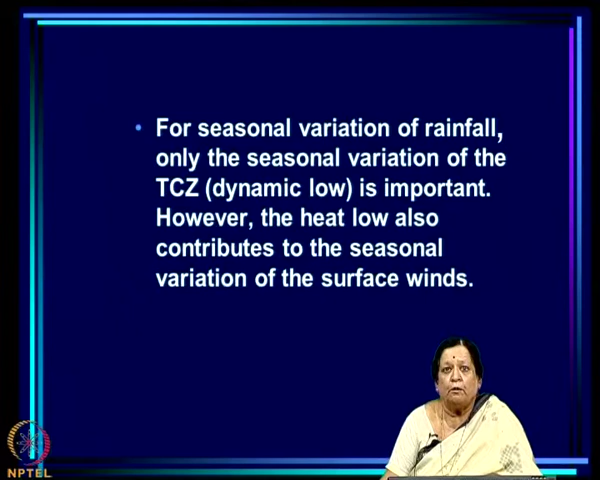 • For seasonal variation of rainfall,
only the seasonal variation of the
TCZ (dynamic low) is important.
However, the heat low also
contributes to the seasonal
variation of the surface winds.
NPTEL